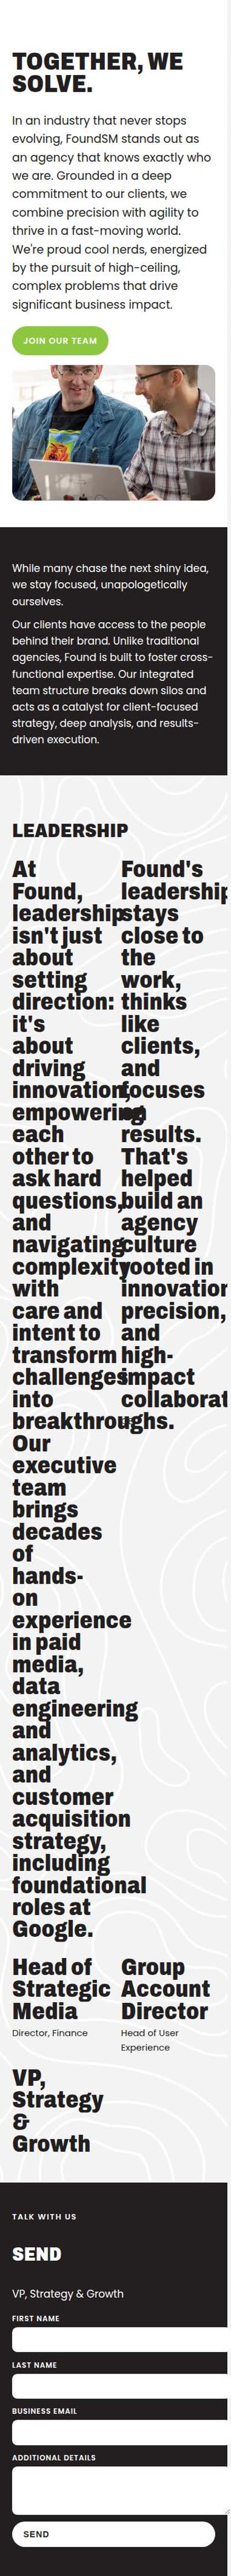 TOGETHER, WE
SOLVE.
In an industry that never stops
evolving, FoundSM stands out as
an agency that knows exactly who
we are. Grounded in a deep
commitment to our clients, we
combine precision with agility to
thrive in a fast-moving world.
We're proud cool nerds, energized
by the pursuit of high-ceiling,
complex problems that drive
significant business impact.
JOIN OUR TEAM
While many chase the next shiny idea,
we stay focused, unapologetically
ourselves.
Our clients have access to the people
behind their brand. Unlike traditional
agencies, Found is built to foster cross-
functional expertise. Our integrated
team structure breaks down silos and
acts as a catalyst for client-focused
strategy, deep analysis, and results-
driven execution.
LEADERSHIP
At
Found,
leadership
isn't just
about
setting
direction:
it's
about
driving
innovation,
empowering
each
other to
ask hard
questions,
and
navigating
complexity
with
care and
intent to
transform
challenges
into
breakthroughs.
Our
executive
team
brings
decades
of
hands-
on
experience
in paid
media,
data
engineering
and
analytics,
and
customer
acquisition
strategy,
including
foundational
roles at
Google.
Found's
leadership
stays
close to
the
work,
thinks
like
clients,
and
focuses
on
results.
That's
helped
build an
agency
culture
rooted in
innovation,
precision,
and
high-
impact
collaborat
Head of
Strategic
Media
Director, Finance
Group
Account
Director
Head of User
Experience
VP,
Strategy
&
Growth
TALK WITH US
SEND
VP, Strategy & Growth
FIRST NAME
LAST NAME
BUSINESS EMAIL
ADDITIONAL DETAILS
SEND